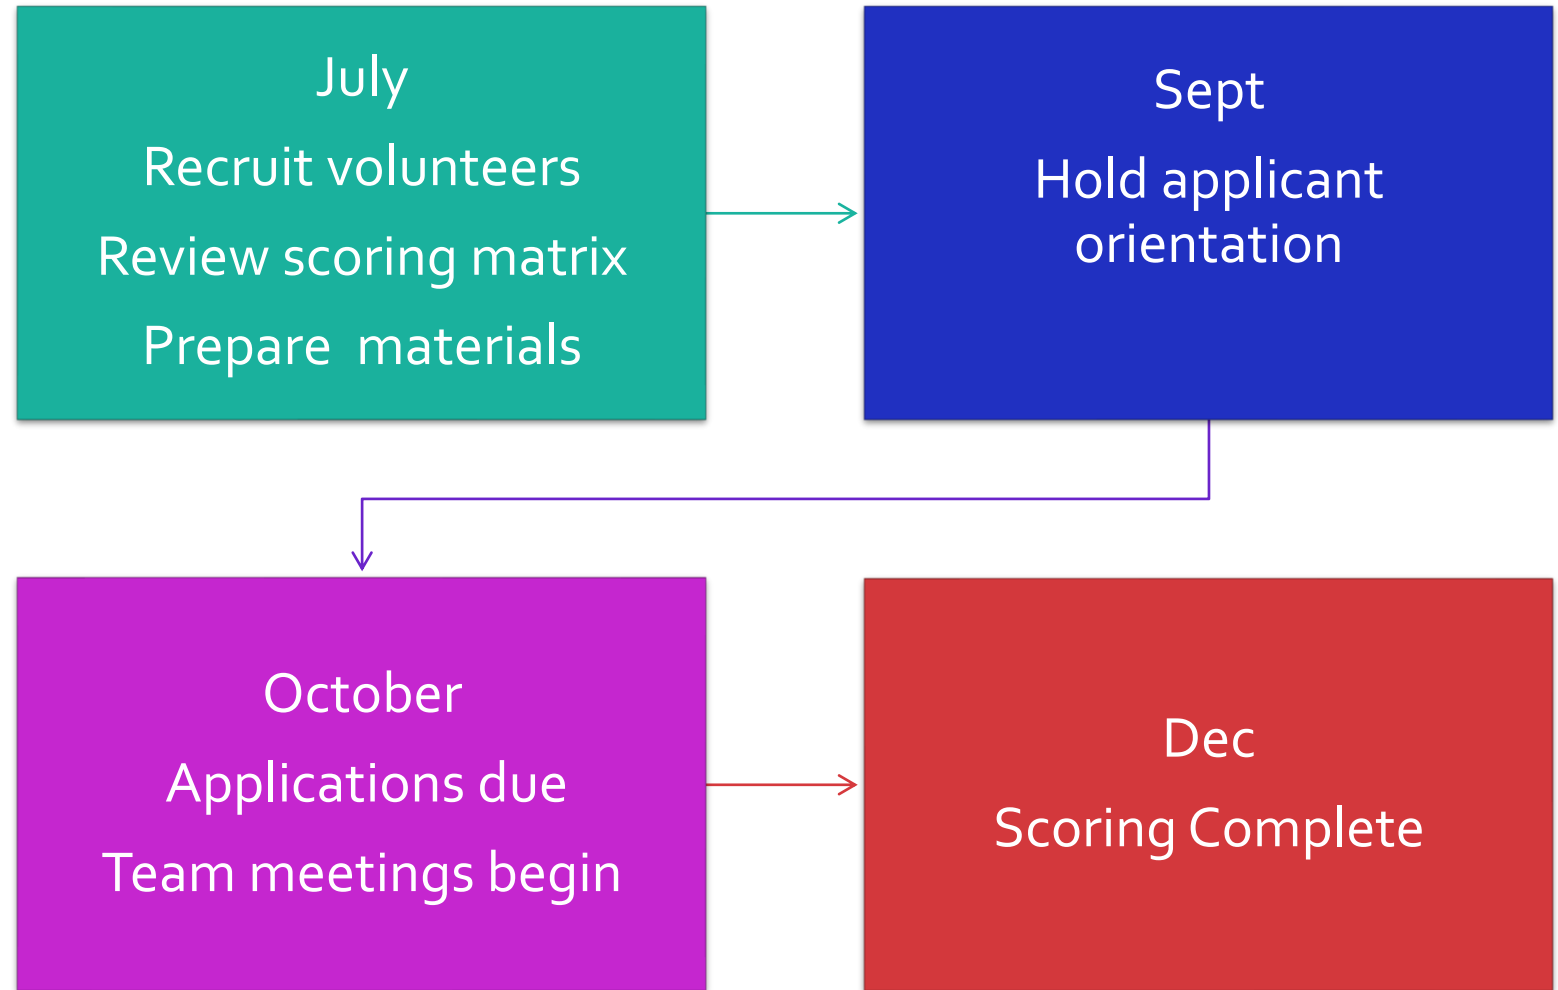 July
Recruit volunteers
Review scoring matrix
Prepare  materials
Sept
Hold applicant
orientation
October
Applications due
Team meetings begin
Dec
Scoring Complete